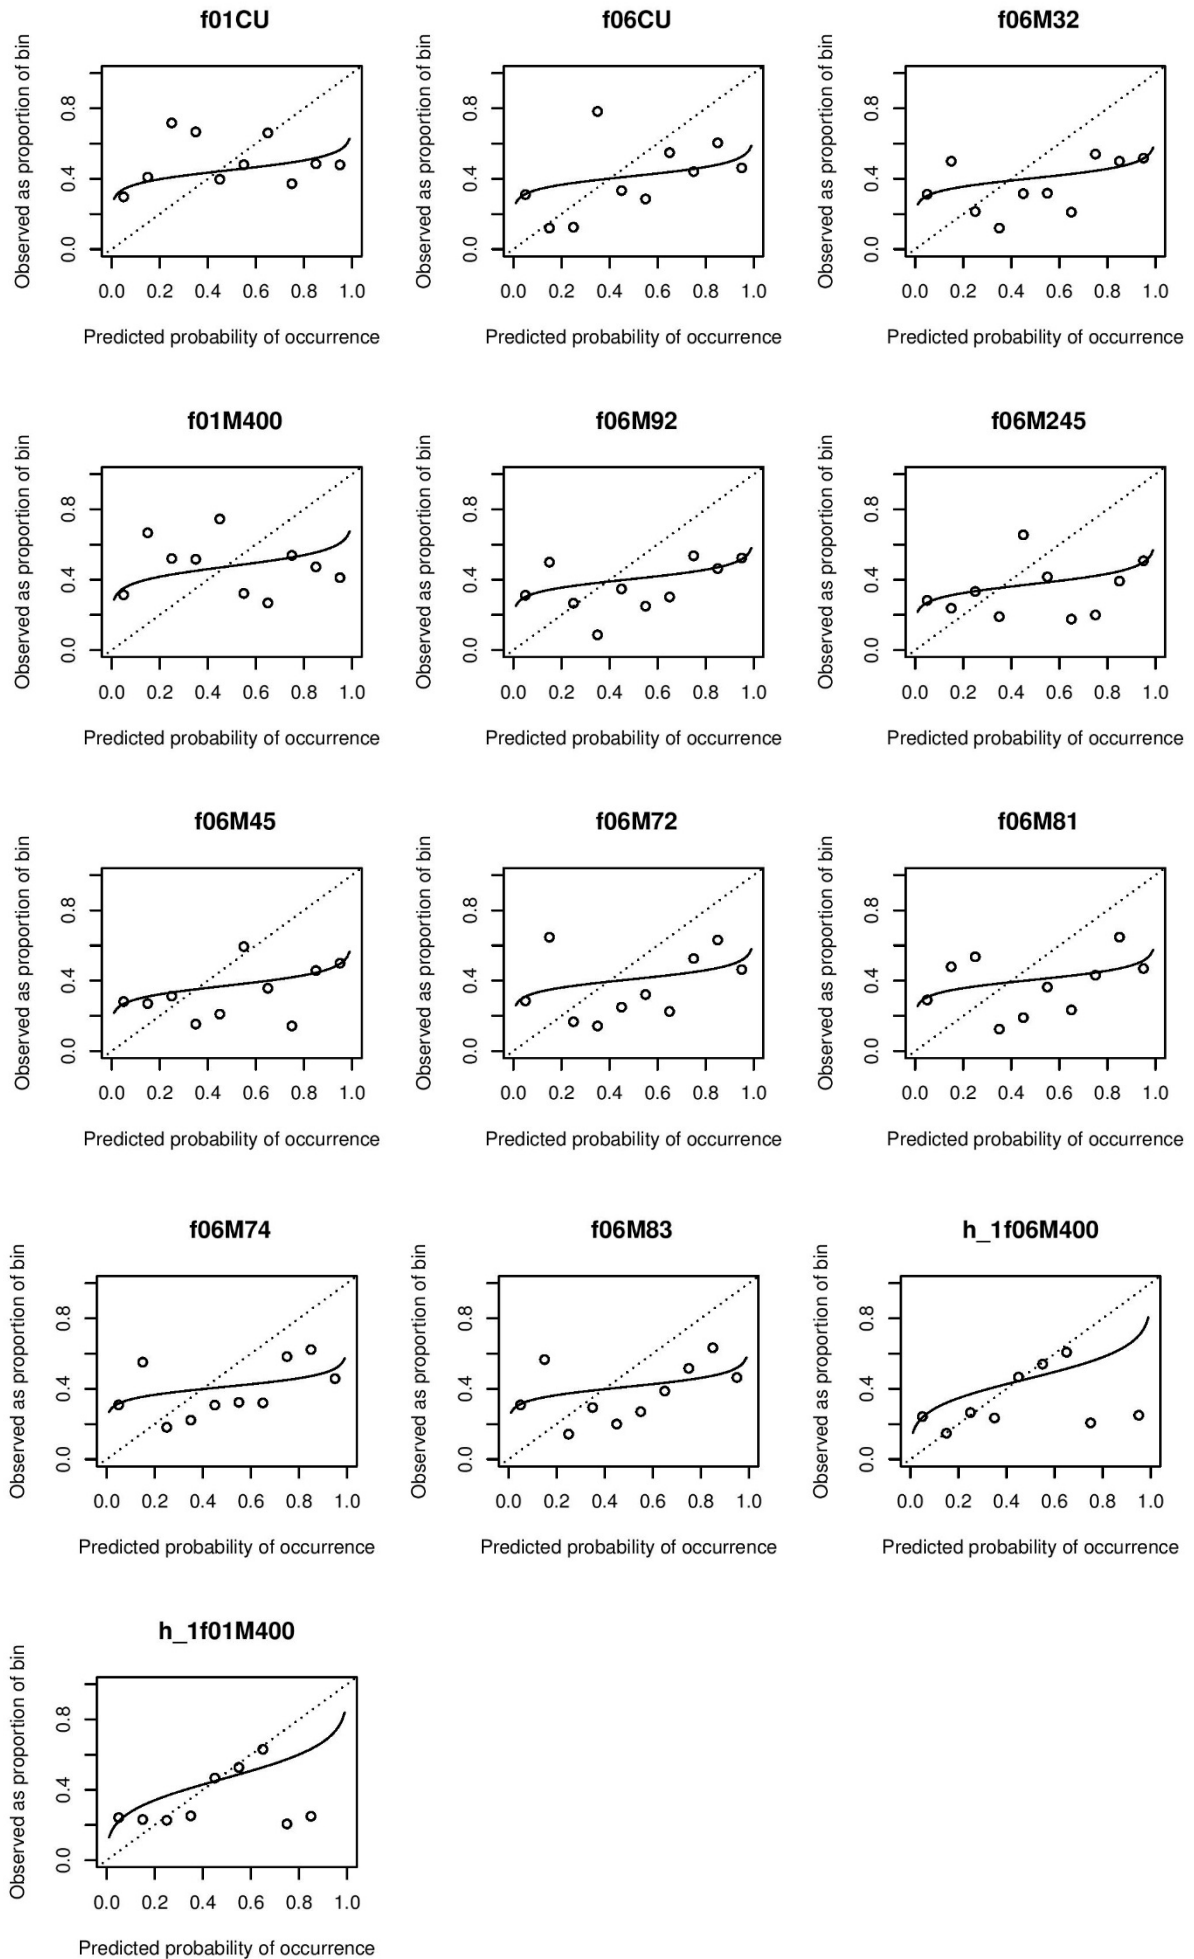 f01CU
f06CU
f06M32
Observed as proportion of bin
0.0 0.4 0.8
0.0 0.2 0.4 0.6 0.8 1.0
Predicted probability of occurrence
Observed as proportion of bin
0.0 0.4 0.8
0.0 0.2 0.4 0.6 0.8 1.0
Predicted probability of occurrence
Observed as proportion of bin
0.0 0.4 0.8
0.0 0.2 0.4 0.6 0.8 1.0
Predicted probability of occurrence
f01M400
f06M92
f06M245
Observed as proportion of bin
0.0 0.4 0.8
0.0 0.2 0.4 0.6 0.8 1.0
Predicted probability of occurrence
Observed as proportion of bin
0.0 0.4 0.8
0.0 0.2 0.4 0.6 0.8 1.0
Predicted probability of occurrence
Observed as proportion of bin
0.0 0.4 0.8
0.0 0.2 0.4 0.6 0.8 1.0
Predicted probability of occurrence
f06M45
f06M72
f06M81
Observed as proportion of bin
0.0 0.4 0.8
0.0 0.2 0.4 0.6 0.8 1.0
Predicted probability of occurrence
Observed as proportion of bin
0.0 0.4 0.8
0.0 0.2 0.4 0.6 0.8 1.0
Predicted probability of occurrence
Observed as proportion of bin
0.0 0.4 0.8
0.0 0.2 0.4 0.6 0.8 1.0
Predicted probability of occurrence
f06M74
f06M83
h_1f06M400
Observed as proportion of bin
0.0 0.4 0.8
0.0 0.2 0.4 0.6 0.8 1.0
Predicted probability of occurrence
Observed as proportion of bin
0.0 0.4 0.8
0.0 0.2 0.4 0.6 0.8 1.0
Predicted probability of occurrence
Observed as proportion of bin
0.0 0.4 0.8
0.0 0.2 0.4 0.6 0.8 1.0
Predicted probability of occurrence
h_1f01M400
Observed as proportion of bin
0.0 0.4 0.8
0.0 0.2 0.4 0.6 0.8 1.0
Predicted probability of occurrence